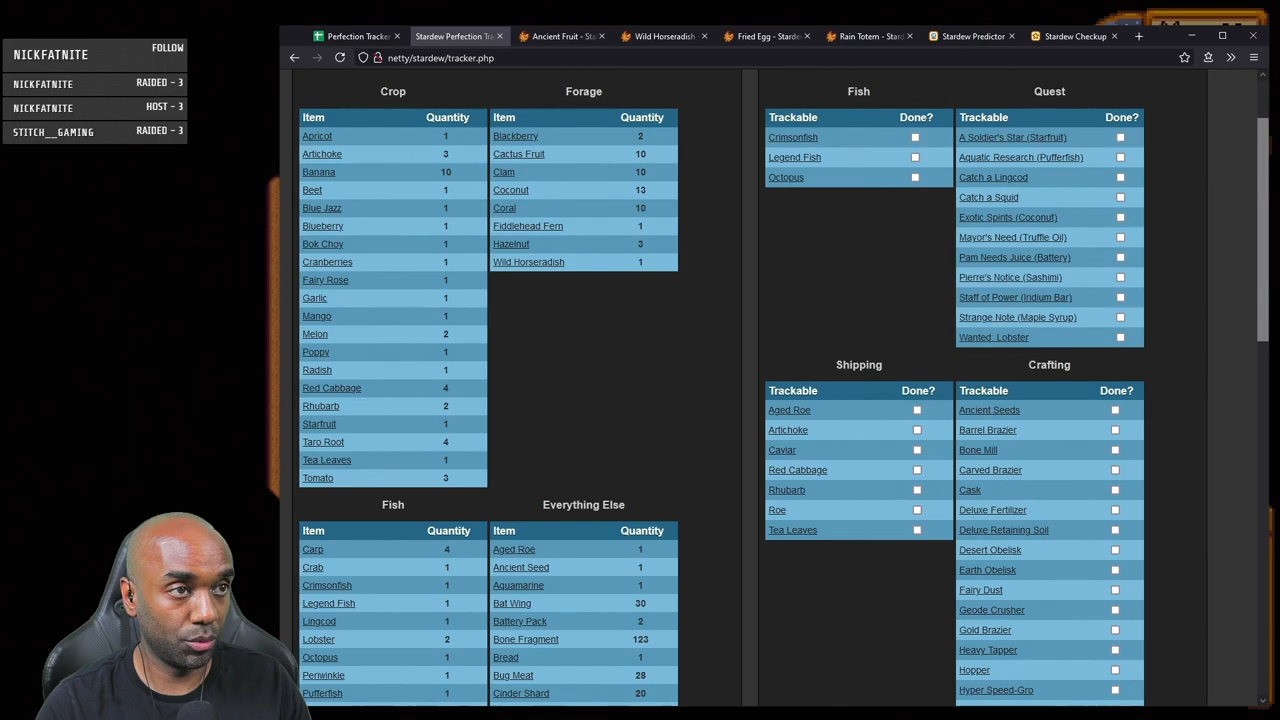 NICKFATNITE FOLLOW
NICKFATNITE RAIDED - 3
NICKFATNITE HOST - 3
STITCH__GAMING RAIDED - 3
Perfection Tracker
Stardew Perfection Tra
Ancient Fruit - Sta
Wild Horseradish
Fried Egg - Stardew
Rain Totem - Stard
Stardew Predictor
Stardew Checkup
netty/stardew/tracker.php
Crop
Item Quantity
Apricot 1
Artichoke 3
Banana 10
Beet 1
Blue Jazz 1
Blueberry 1
Bok Choy 1
Cranberries 1
Fairy Rose 1
Garlic 1
Mango 1
Melon 2
Poppy 1
Radish 1
Red Cabbage 4
Rhubarb 2
Starfruit 1
Taro Root 4
Tea Leaves 1
Tomato 3
Forage
Item Quantity
Blackberry 2
Cactus Fruit 10
Clam 10
Coconut 13
Coral 10
Fiddlehead Fern 1
Hazelnut 3
Wild Horseradish 1
Fish
Item Quantity
Carp 4
Crab 1
Crimsonfish 1
Legend Fish 1
Lingcod 1
Lobster 2
Octopus 1
Periwinkle 1
Pufferfish 1
Everything Else
Item Quantity
Aged Roe 1
Ancient Seed 1
Aquamarine 1
Bat Wing 30
Battery Pack 2
Bone Fragment 123
Bread 1
Bug Meat 28
Cinder Shard 20
Fish
Trackable Done?
Crimsonfish
Legend Fish
Octopus
Quest
Trackable Done?
A Soldier's Star (Starfruit)
Aquatic Research (Pufferfish)
Catch a Lingcod
Catch a Squid
Exotic Spirits (Coconut)
Mayor's Need (Truffle Oil)
Pam Needs Juice (Battery)
Pierre's Notice (Sashimi)
Staff of Power (Iridium Bar)
Strange Note (Maple Syrup)
Wanted: Lobster
Shipping
Trackable Done?
Aged Roe
Artichoke
Caviar
Red Cabbage
Rhubarb
Roe
Tea Leaves
Crafting
Trackable Done?
Ancient Seeds
Barrel Brazier
Bone Mill
Carved Brazier
Cask
Deluxe Fertilizer
Deluxe Retaining Soil
Desert Obelisk
Earth Obelisk
Fairy Dust
Geode Crusher
Gold Brazier
Heavy Tapper
Hopper
Hyper Speed-Gro